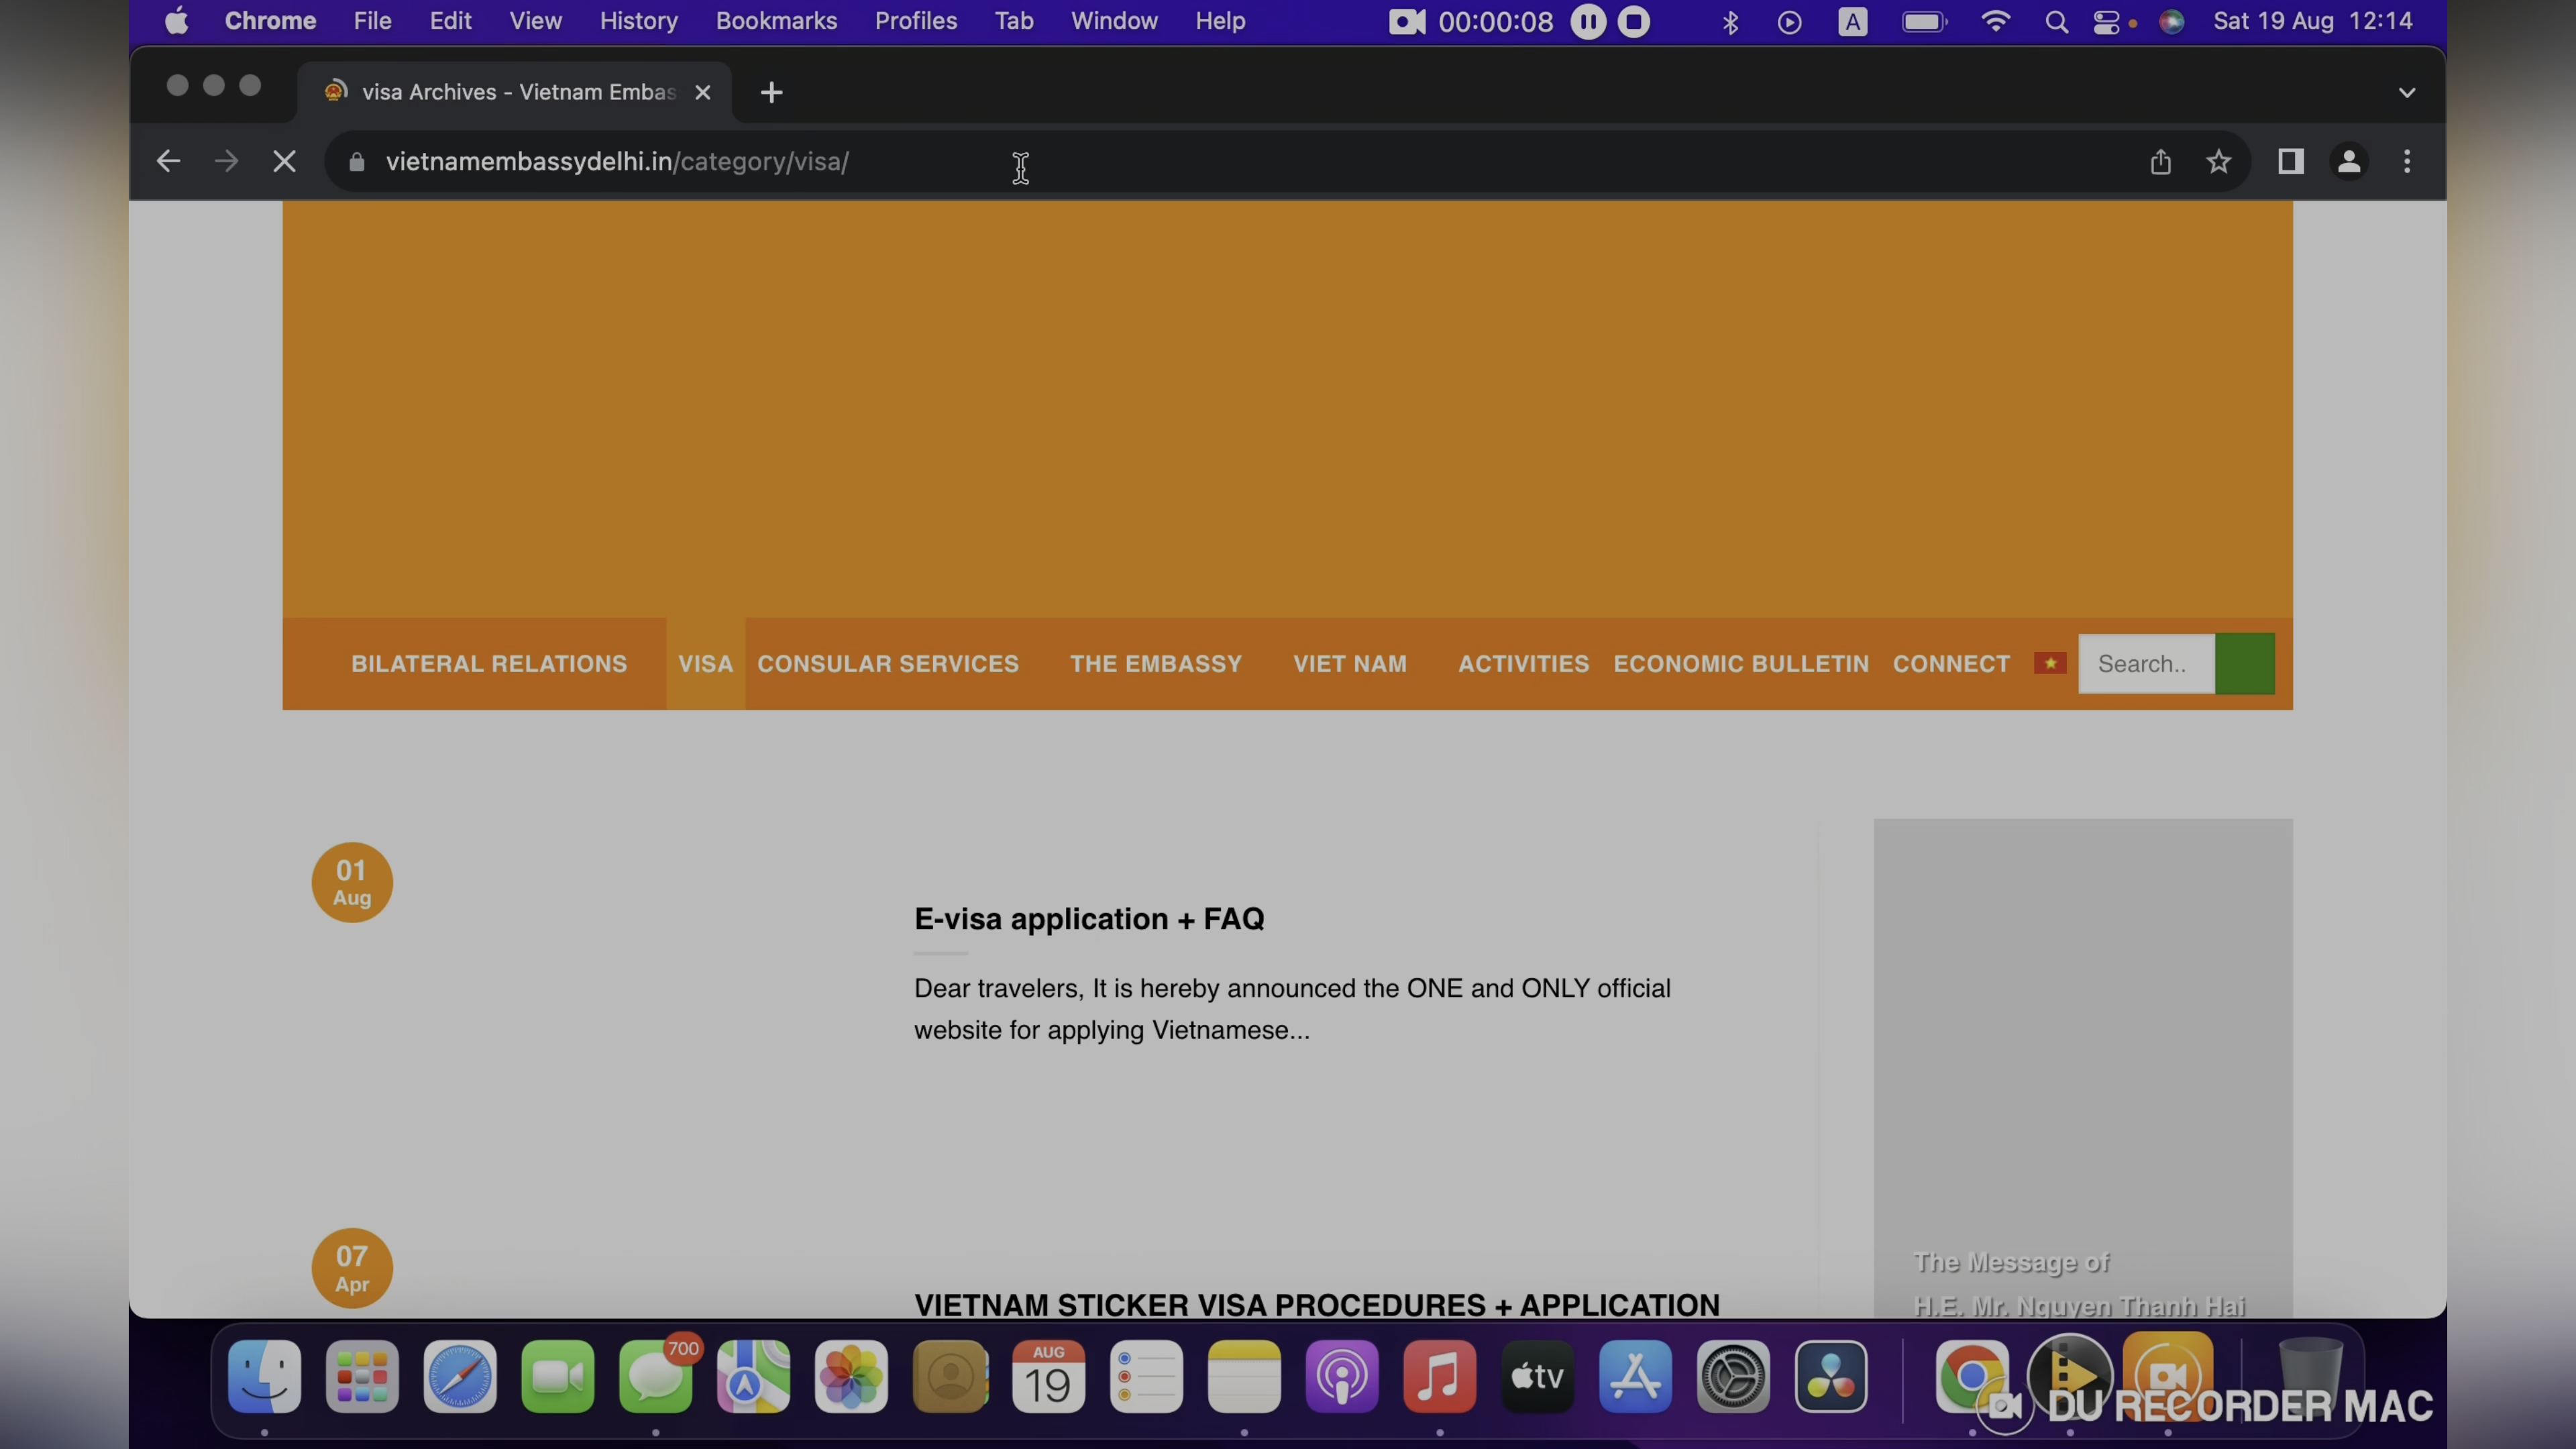 Chrome File Edit View History Bookmarks Profiles Tab Window Help 00:00:08 A Sat 19 Aug 12:14
visa Archives - Vietnam Embas
vietnamembassydelhi.in/category/visa/
BILATERAL RELATIONS VISA CONSULAR SERVICES THE EMBASSY VIET NAM ACTIVITIES ECONOMIC BULLETIN CONNECT Search..
01
Aug
E-visa application + FAQ
Dear travelers, It is hereby announced the ONE and ONLY official
website for applying Vietnamese...
The Message of
H.E. Mr. Nguyen Thanh Hai
07
Apr
VIETNAM STICKER VISA PROCEDURES + APPLICATION
700
AUG
19
tv
DU RECORDER MAC